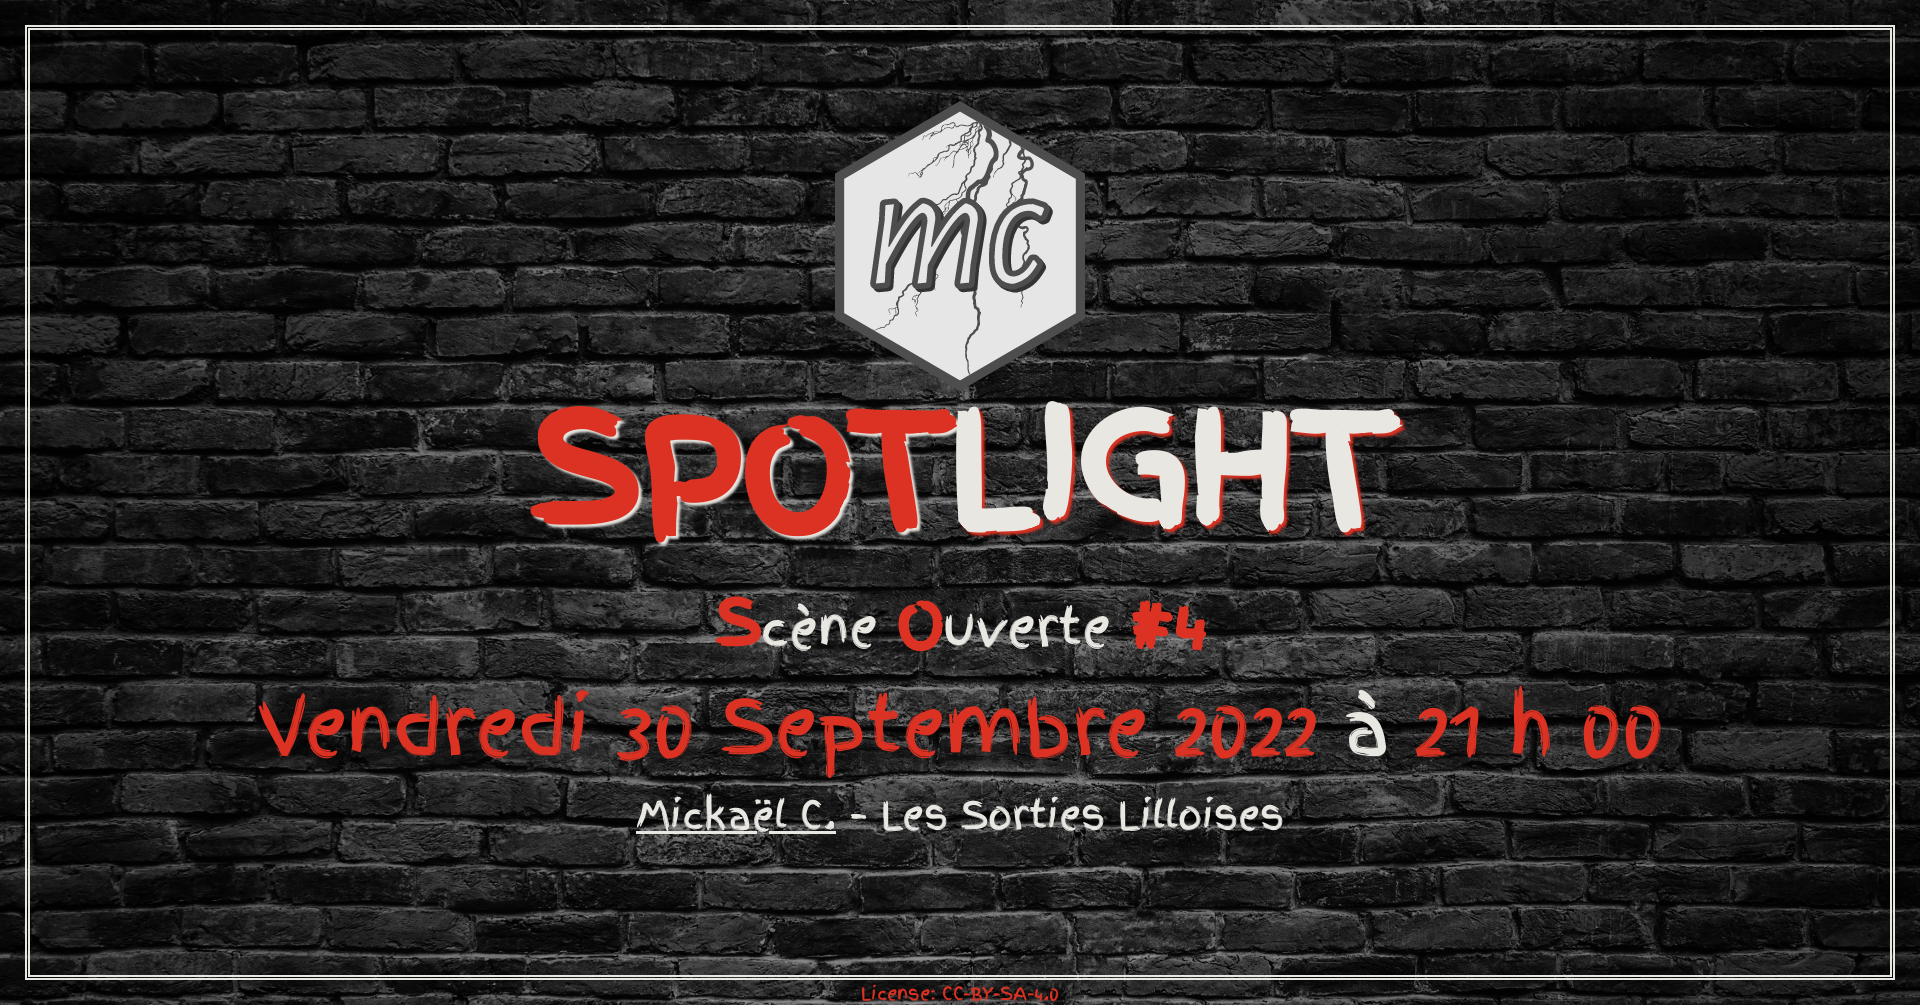 mc
SPOTLIGHT
Scène Ouverte #4
Vendredi 30 Septembre 2022 à 21 h 00
Mickaël C. - Les Sorties Lilloises
License: CC-BY-SA-4.0